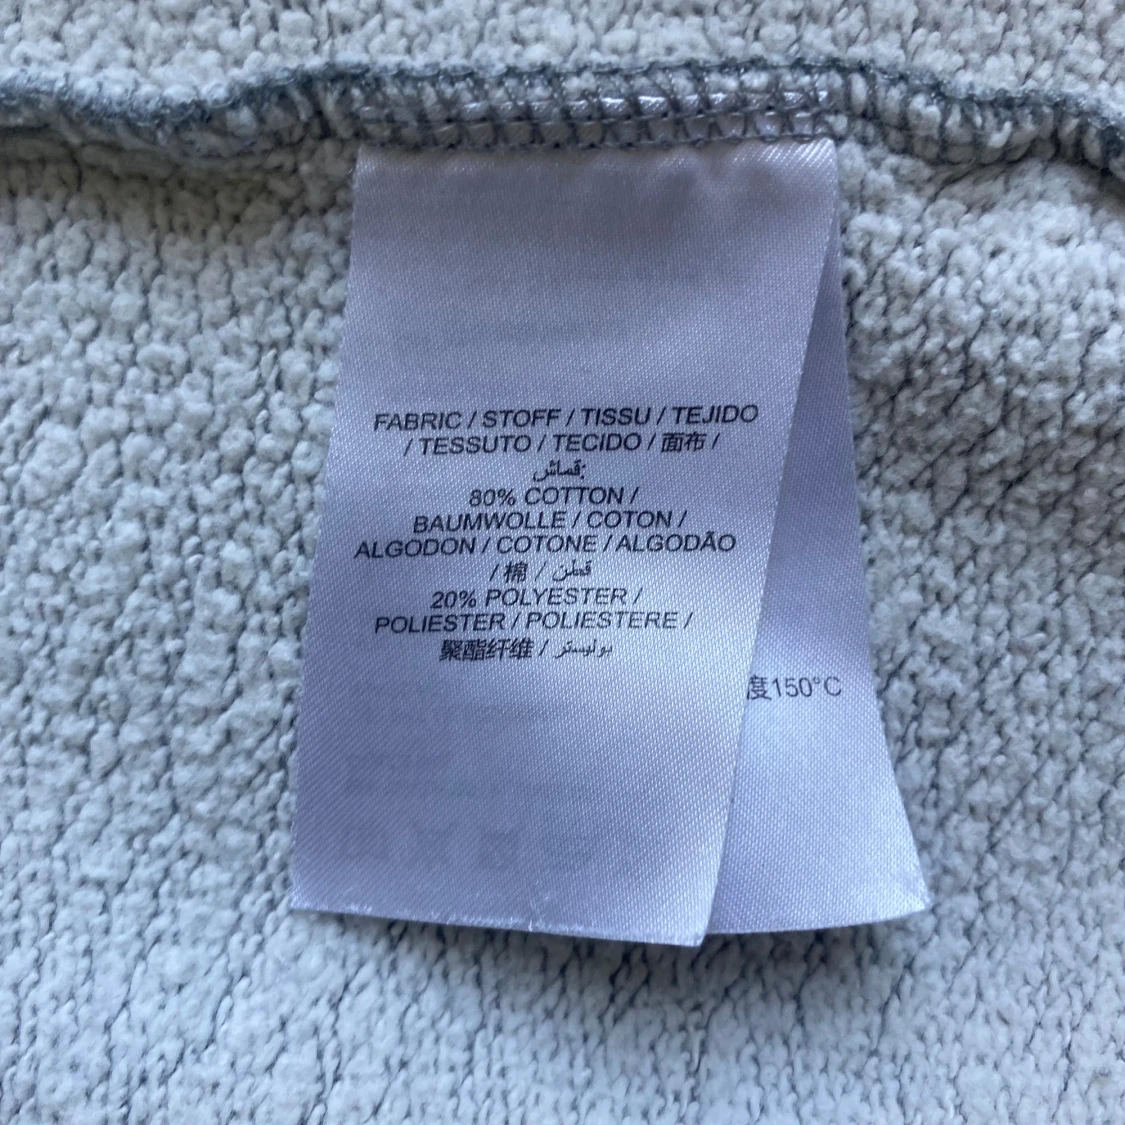 FABRIC / STOFF / TISSU / TEJIDO
/ TESSUTO / TECIDO / 面布 /
قماش:
80% COTTON /
BAUMWOLLE / COTON /
ALGODON / COTONE / ALGODÃO
/ 棉 / قطن
20% POLYESTER /
POLIESTER / POLIESTERE /
聚酯纤维 / بوليستر
度150°C